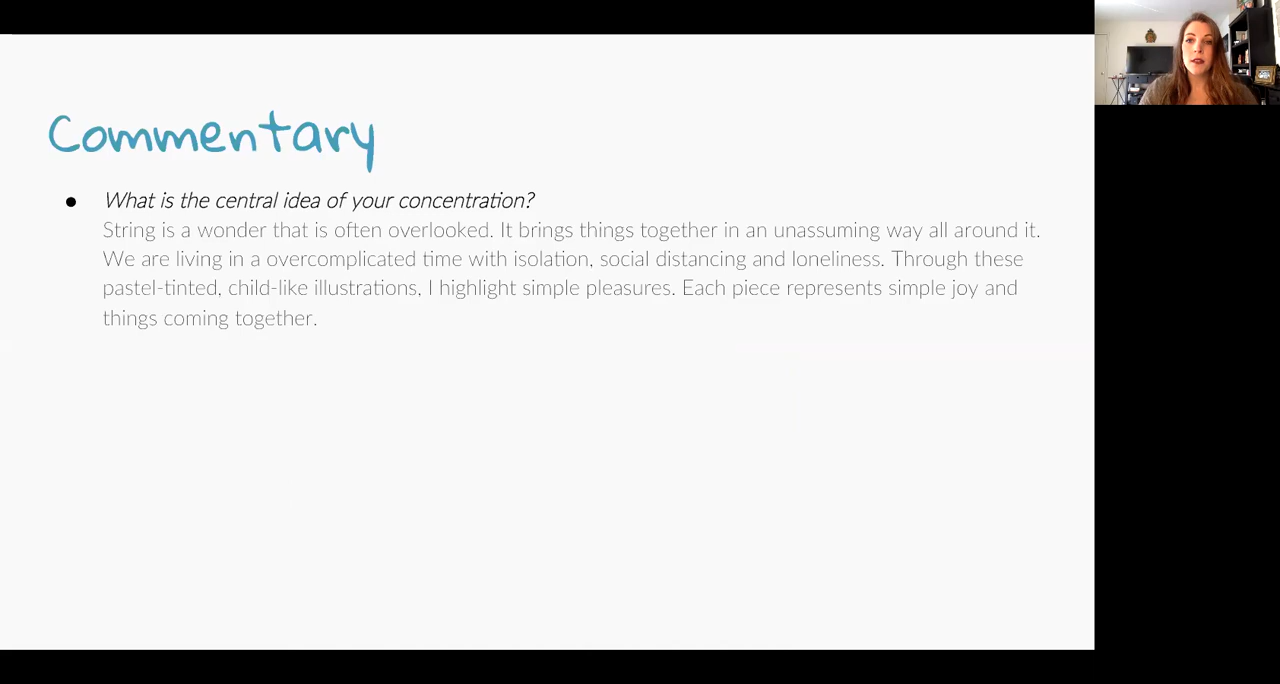 Commentary
● What is the central idea of your concentration?
String is a wonder that is often overlooked. It brings things together in an unassuming way all around it.
We are living in a overcomplicated time with isolation, social distancing and loneliness. Through these
pastel-tinted, child-like illustrations, I highlight simple pleasures. Each piece represents simple joy and
things coming together.